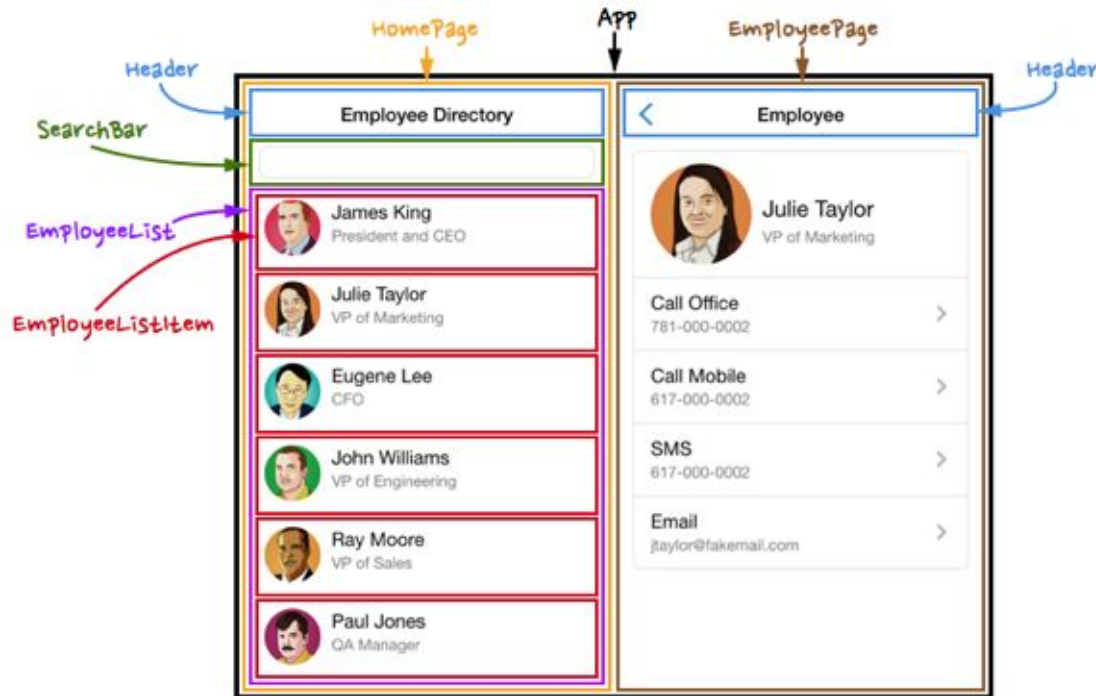 App
HomePage
EmployeePage
Header
Header
Employee Directory
Employee
SearchBar
EmployeeList
EmployeeListItem
James King
President and CEO
Julie Taylor
VP of Marketing
Eugene Lee
CFO
John Williams
VP of Engineering
Ray Moore
VP of Sales
Paul Jones
QA Manager
Julie Taylor
VP of Marketing
Call Office
781-000-0002
Call Mobile
617-000-0002
SMS
617-000-0002
Email
jtaylor@fakemail.com